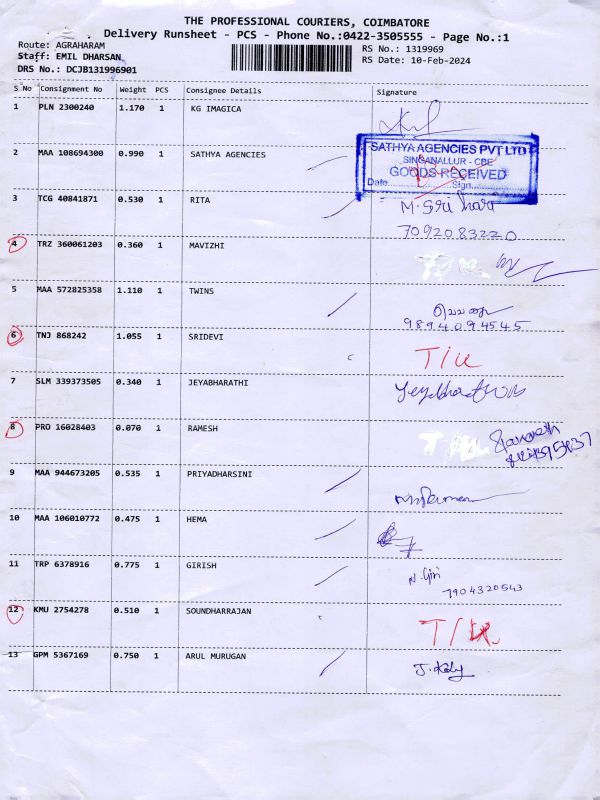 THE PROFESSIONAL COURIERS, COIMBATORE
Delivery Runsheet - PCS - Phone No.:0422-3505555 - Page No.:1
Route: AGRAHARAM
RS No.: 1319969
Staff: EMIL DHARSAN
RS Date: 10-Feb-2024
DRS No.: DCJB131996901
S No Consignment No Weight PCS Consignee Details Signature
1 PLN 2300240 1.170 1 KG IMAGICA
SATHYA AGENCIES PVT LTD
SINGANALLUR - CBE
GOODS RECEIVED
Date Sign
2 MAA 108694300 0.990 1 SATHYA AGENCIES
3 TCG 40841871 0.530 1 RITA M. Sri hari
7092083220
4 TRZ 360061203 0.360 1 MAVIZHI
5 MAA 572825358 1.110 1 TWINS
9894094545
6 TNJ 868242 1.055 1 SRIDEVI
T/L
7 SLM 339373505 0.340 1 JEYABHARATHI Jeyabharathi
8 PRO 16028403 0.070 1 RAMESH
9 MAA 944673205 0.535 1 PRIYADHARSINI
10 MAA 106010772 0.475 1 HEMA
11 TRP 6378916 0.775 1 GIRISH N. Giri
7904320543
12 KMU 2754278 0.510 1 SOUNDHARRAJAN
T/L
13 GPM 5367169 0.750 1 ARUL MURUGAN